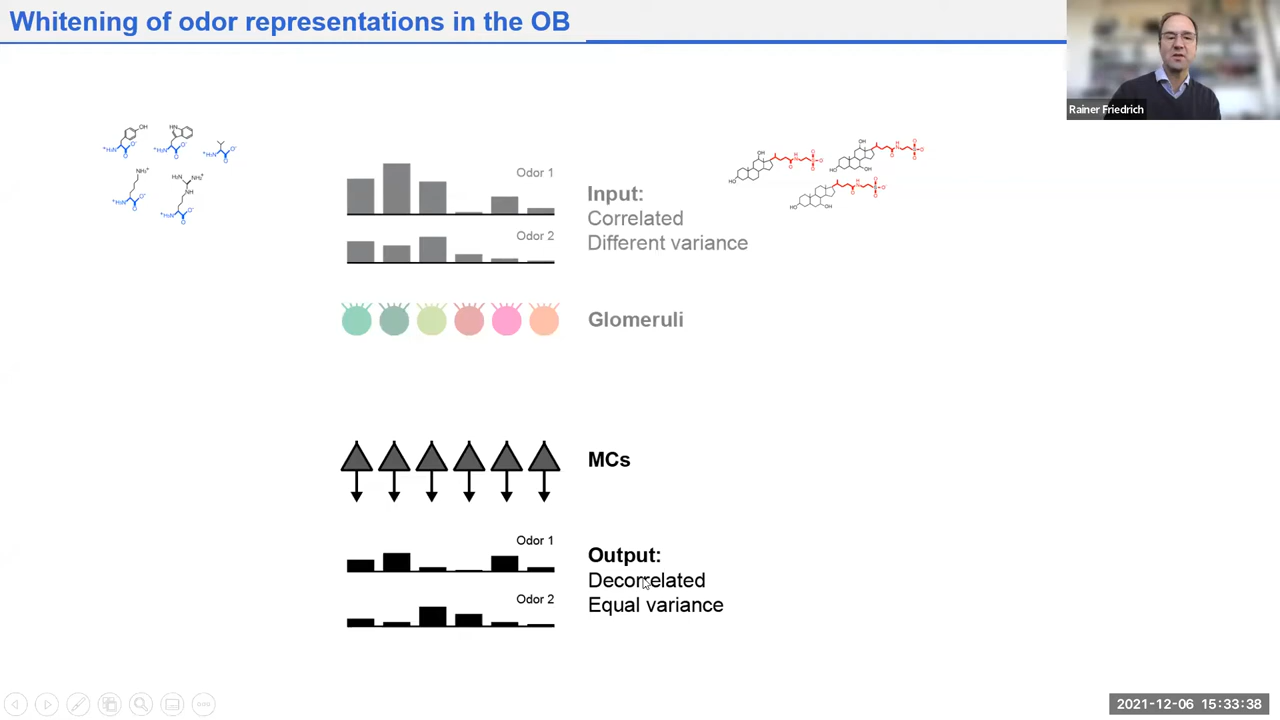 Whitening of odor representations in the OB
Rainer Friedrich
Odor 1
Input:
Correlated
Different variance
Odor 2
Glomeruli
MCs
Odor 1
Output:
Decorrelated
Equal variance
Odor 2
2021-12-06 15:33:38